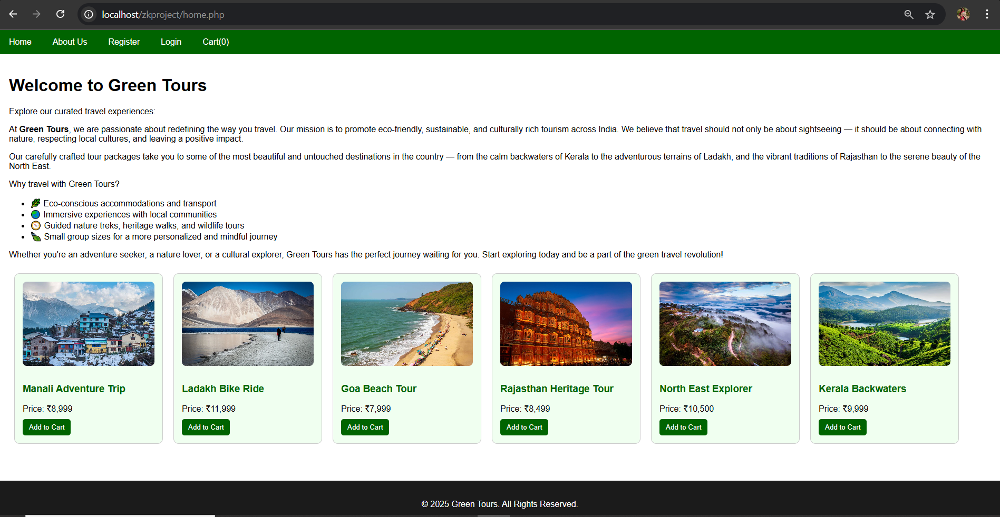 localhost/zkproject/home.php
Home About Us Register Login Cart(0)
Welcome to Green Tours
Explore our curated travel experiences:
At Green Tours, we are passionate about redefining the way you travel. Our mission is to promote eco-friendly, sustainable, and culturally rich tourism across India. We believe that travel should not only be about sightseeing — it should be about connecting with
nature, respecting local cultures, and leaving a positive impact.
Our carefully crafted tour packages take you to some of the most beautiful and untouched destinations in the country — from the calm backwaters of Kerala to the adventurous terrains of Ladakh, and the vibrant traditions of Rajasthan to the serene beauty of the
North East.
Why travel with Green Tours?
• 🌿 Eco-conscious accommodations and transport
• 🌏 Immersive experiences with local communities
• 🧭 Guided nature treks, heritage walks, and wildlife tours
• 🍃 Small group sizes for a more personalized and mindful journey
Whether you're an adventure seeker, a nature lover, or a cultural explorer, Green Tours has the perfect journey waiting for you. Start exploring today and be a part of the green travel revolution!
Manali Adventure Trip
Price: ₹8,999
Add to Cart
Ladakh Bike Ride
Price: ₹11,999
Add to Cart
Goa Beach Tour
Price: ₹7,999
Add to Cart
Rajasthan Heritage Tour
Price: ₹8,499
Add to Cart
North East Explorer
Price: ₹10,500
Add to Cart
Kerala Backwaters
Price: ₹9,999
Add to Cart
© 2025 Green Tours. All Rights Reserved.